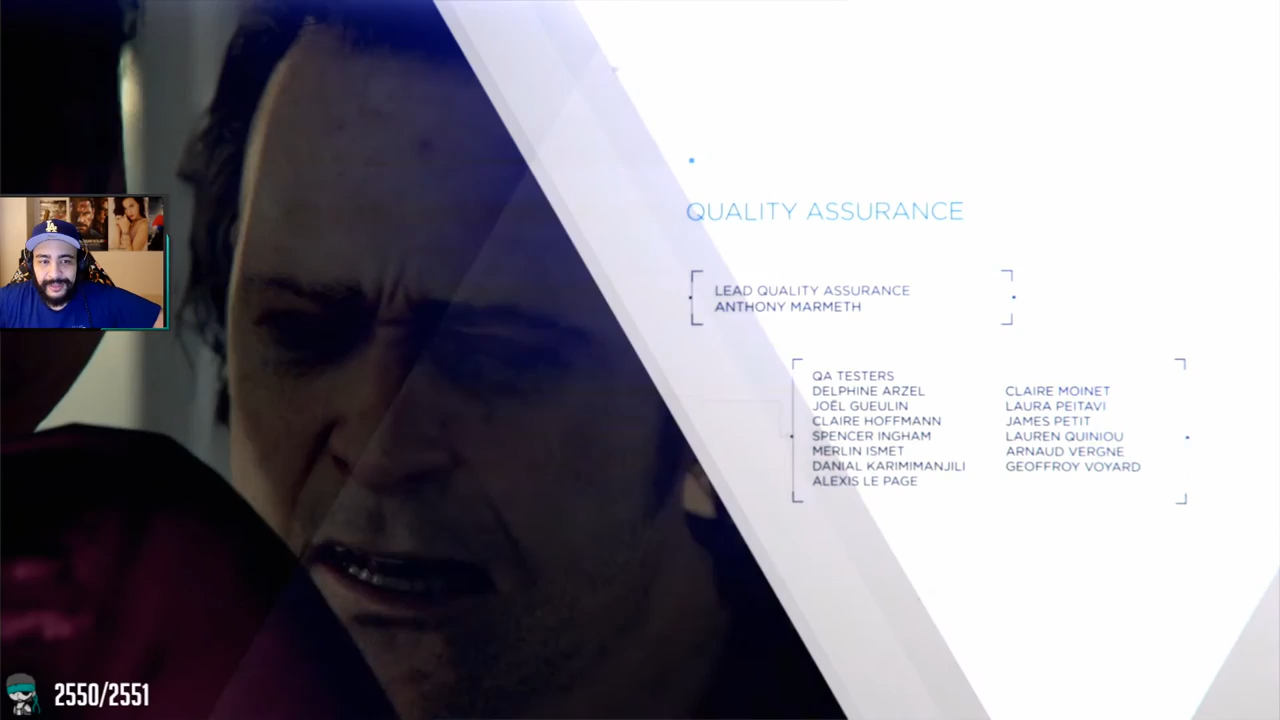 QUALITY ASSURANCE
LEAD QUALITY ASSURANCE
ANTHONY MARMETH
QA TESTERS
DELPHINE ARZEL
JOËL GUEULIN
CLAIRE HOFFMANN
SPENCER INGHAM
MERLIN ISMET
DANIAL KARIMIMANJILI
ALEXIS LE PAGE
CLAIRE MOINET
LAURA PEITAVI
JAMES PETIT
LAUREN QUINIOU
ARNAUD VERGNE
GEOFFROY VOYARD
LA
2550/2551